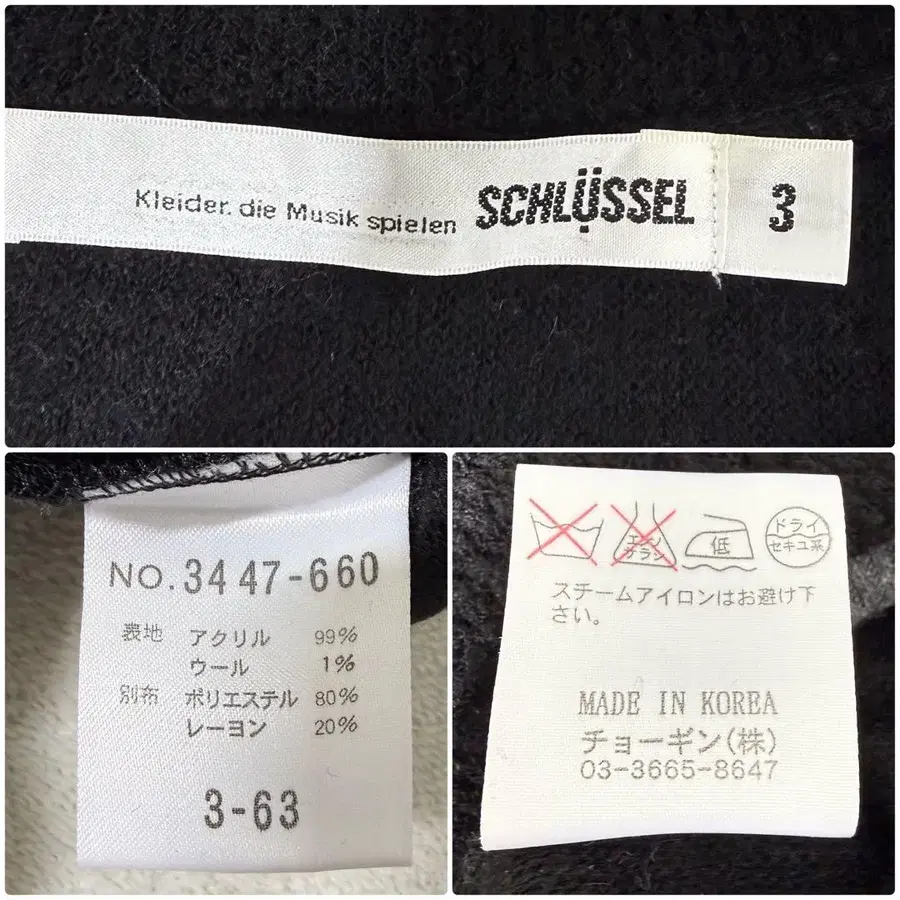 Kleider. die Musik spielen SCHLÜSSEL 3
NO.3447-660
表地 アクリル 99%
ウール 1%
別布 ポリエステル 80%
レーヨン 20%
3-63
エンソ サラシ 低 ドライ セキユ系
スチームアイロンはお避け下
さい。
MADE IN KOREA
チョーギン(株)
03-3665-8647